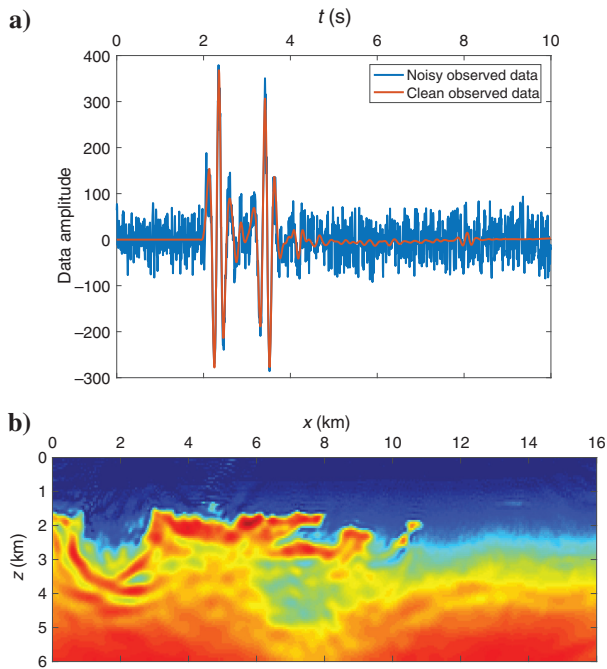 a)
t (s)
0 2 4 6 8 10
400
300
200
100
0
−100
−200
−300
Data amplitude
Noisy observed data
Clean observed data
b)
x (km)
0 2 4 6 8 10 12 14 16
0
1
2
3
4
5
6
z (km)